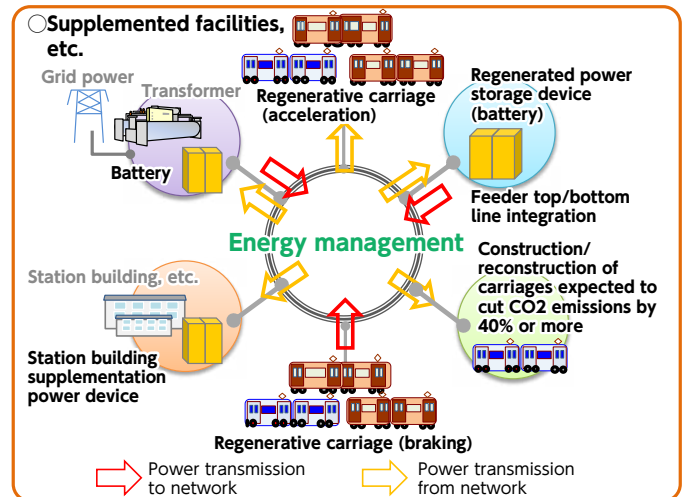 ○Supplemented facilities,
etc.
Grid power
Transformer
Battery
Regenerative carriage
(acceleration)
Regenerated power
storage device
(battery)
Feeder top/bottom
line integration
Energy management
Station building, etc.
Station building
supplementation
power device
Construction/
reconstruction of
carriages expected to
cut CO2 emissions by
40% or more
Regenerative carriage (braking)
Power transmission
to network
Power transmission
from network